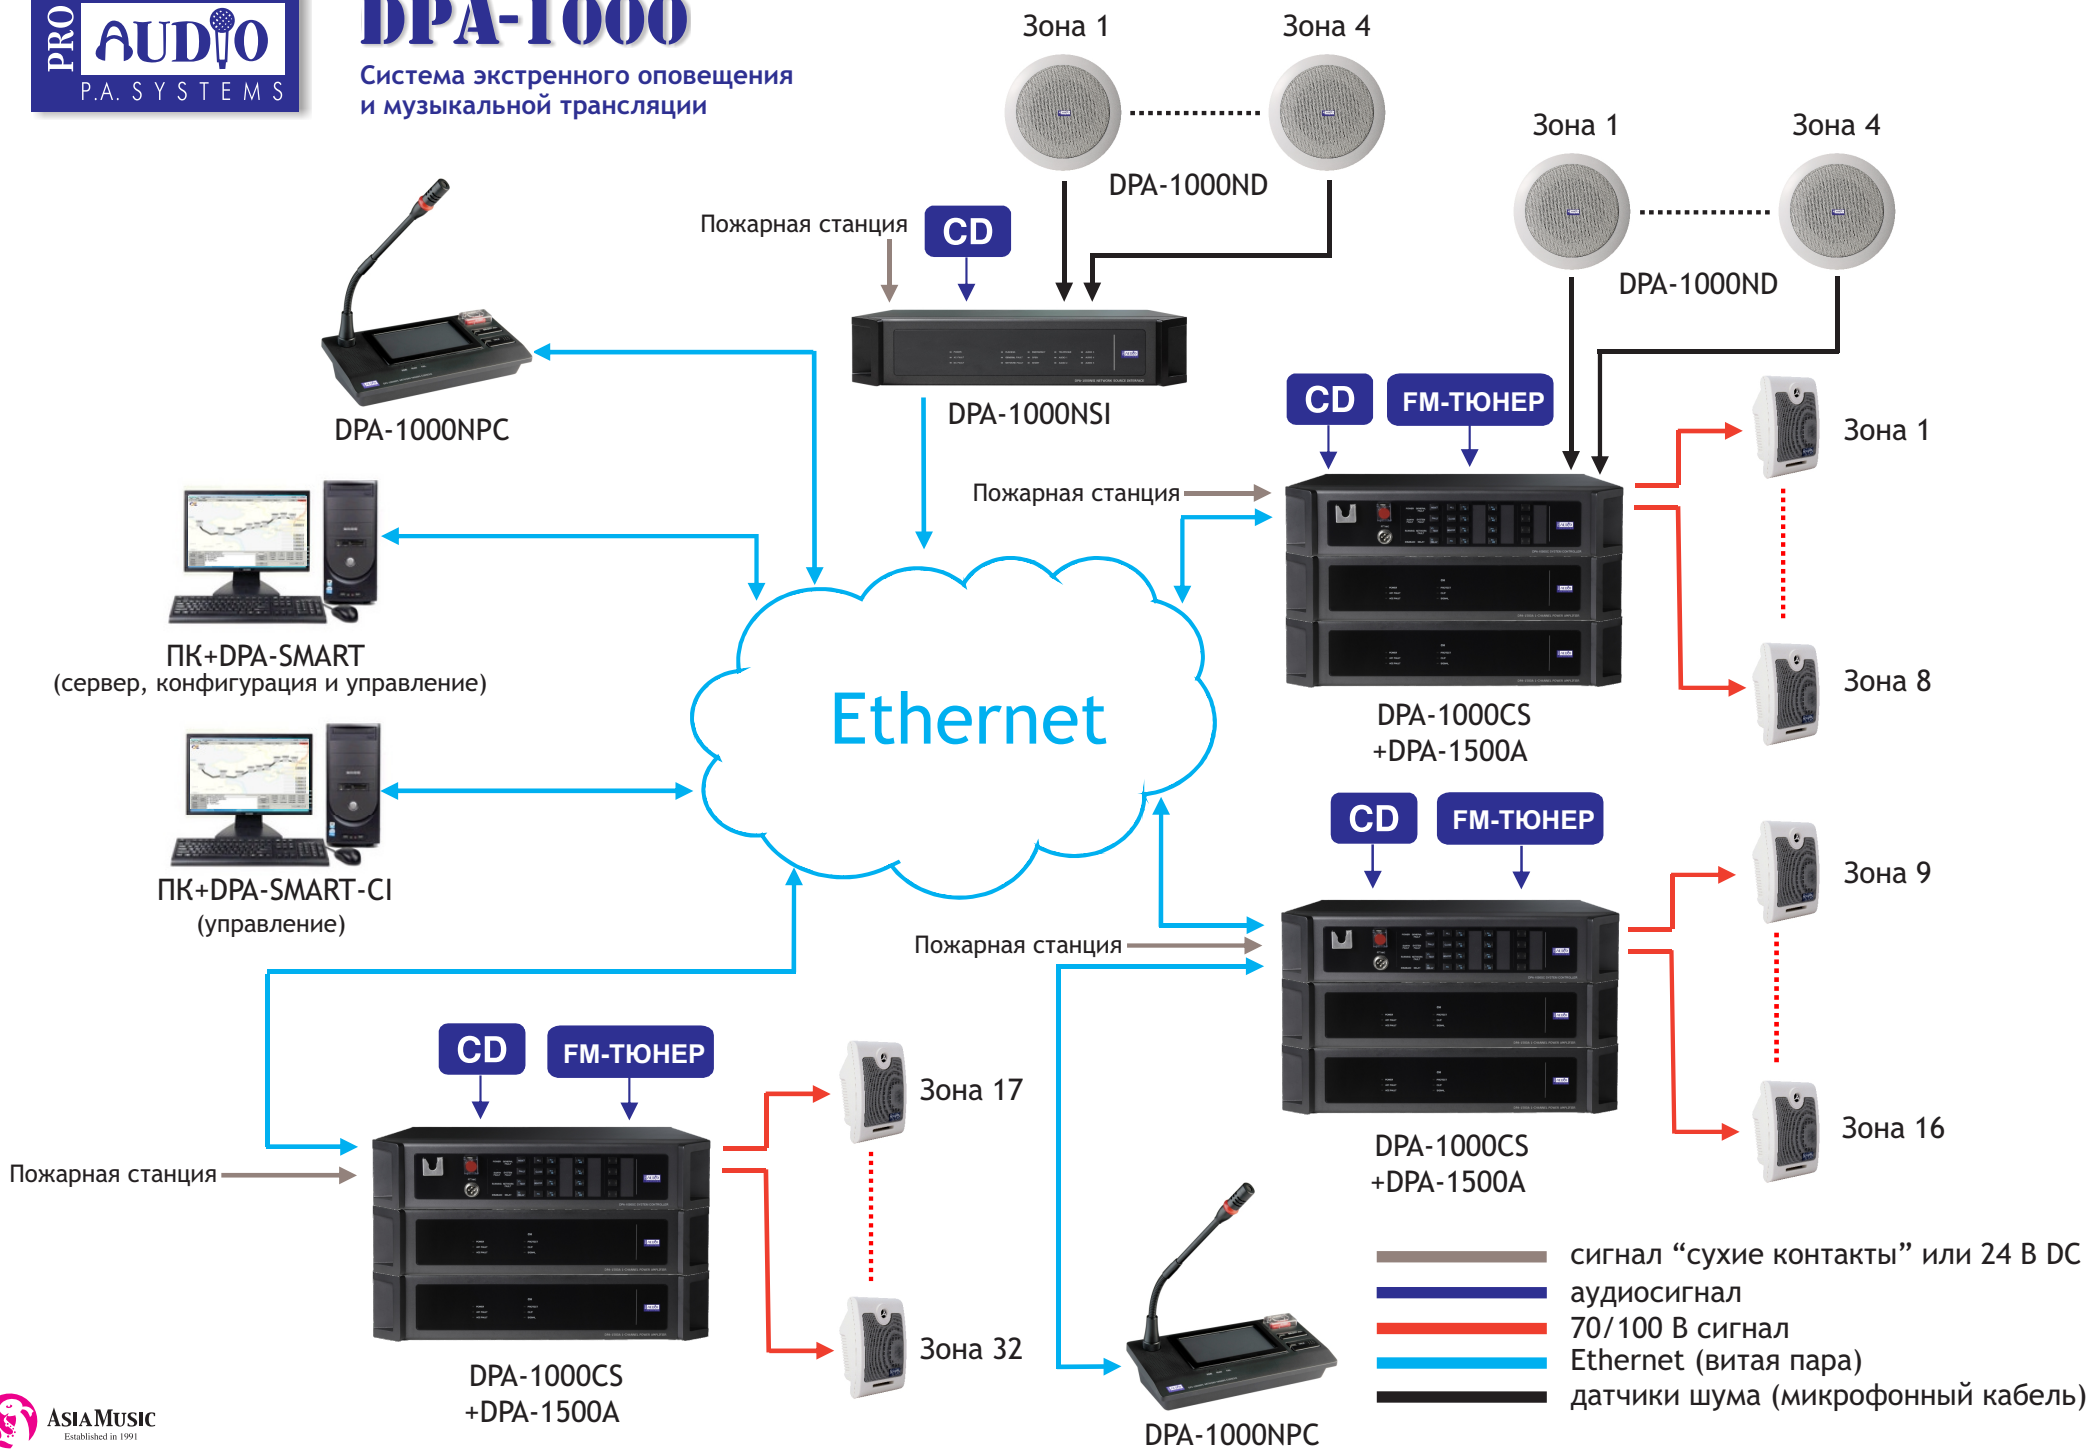 PRO
AUDIO
P.A. SYSTEMS
DPA-1000
Система экстренного оповещения
и музыкальной трансляции
Зона 1
Зона 4
DPA-1000ND
Зона 1
Зона 4
DPA-1000ND
Пожарная станция
CD
DPA-1000NPC
DPA-1000NSI
CD
FM-ТЮНЕР
Зона 1
Пожарная станция
ПК+DPA-SMART
(сервер, конфигурация и управление)
Зона 8
Ethernet
DPA-1000CS
+DPA-1500A
CD
FM-ТЮНЕР
Зона 9
ПК+DPA-SMART-CI
(управление)
Пожарная станция
CD
FM-ТЮНЕР
Зона 17
Зона 16
DPA-1000CS
+DPA-1500A
Пожарная станция
Зона 32
DPA-1000CS
+DPA-1500A
DPA-1000NPC
сигнал “сухие контакты” или 24 В DC
аудиосигнал
70/100 В сигнал
Ethernet (витая пара)
датчики шума (микрофонный кабель)
ASIA MUSIC
Established in 1991